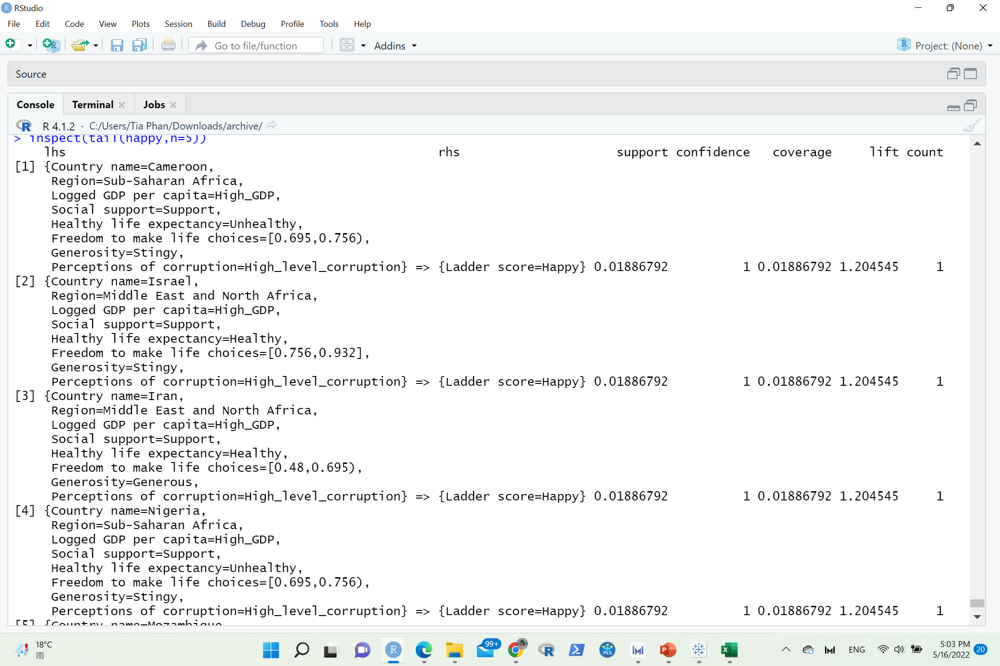 RStudio
File Edit Code View Plots Session Build Debug Profile Tools Help
Go to file/function Addins Project: (None)
Source
Console Terminal Jobs
R 4.1.2 · C:/Users/Tia Phan/Downloads/archive/
> inspect(tail(happy,n=5))
lhs rhs support confidence coverage lift count
[1] {Country name=Cameroon,
Region=Sub-Saharan Africa,
Logged GDP per capita=High_GDP,
Social support=Support,
Healthy life expectancy=Unhealthy,
Freedom to make life choices=[0.695,0.756),
Generosity=Stingy,
Perceptions of corruption=High_level_corruption} => {Ladder score=Happy} 0.01886792 1 0.01886792 1.204545 1
[2] {Country name=Israel,
Region=Middle East and North Africa,
Logged GDP per capita=High_GDP,
Social support=Support,
Healthy life expectancy=Healthy,
Freedom to make life choices=[0.756,0.932],
Generosity=Stingy,
Perceptions of corruption=High_level_corruption} => {Ladder score=Happy} 0.01886792 1 0.01886792 1.204545 1
[3] {Country name=Iran,
Region=Middle East and North Africa,
Logged GDP per capita=High_GDP,
Social support=Support,
Healthy life expectancy=Healthy,
Freedom to make life choices=[0.48,0.695),
Generosity=Generous,
Perceptions of corruption=High_level_corruption} => {Ladder score=Happy} 0.01886792 1 0.01886792 1.204545 1
[4] {Country name=Nigeria,
Region=Sub-Saharan Africa,
Logged GDP per capita=High_GDP,
Social support=Support,
Healthy life expectancy=Unhealthy,
Freedom to make life choices=[0.695,0.756),
Generosity=Stingy,
Perceptions of corruption=High_level_corruption} => {Ladder score=Happy} 0.01886792 1 0.01886792 1.204545 1
[5] {Country name=Mozambique
18°C
雨
99+
PLS
ENG
5:03 PM
5/16/2022
20